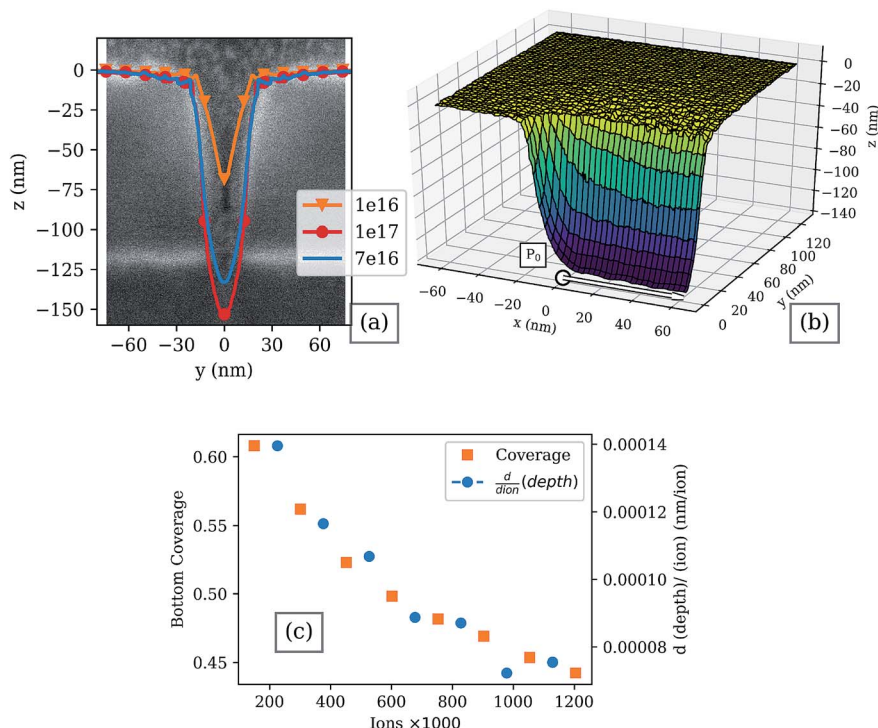 0
−25
−50
−75
−100
−125
−150
z (nm)
−60 −30 0 30 60
y (nm)
1e16
1e17
7e16
(a)
0
−20
−40
−60
−80
−100
−120
−140
z (nm)
P0
−60 −40 −20 0 20 40 60
x (nm)
0 20 40 60 80 100 120
y (nm)
(b)
0.60
0.55
0.50
0.45
Bottom Coverage
Coverage
d/dion (depth)
0.00014
0.00012
0.00010
0.00008
d (depth)/ (ion) (nm/ion)
(c)
200 400 600 800 1000 1200
Ions ×1000